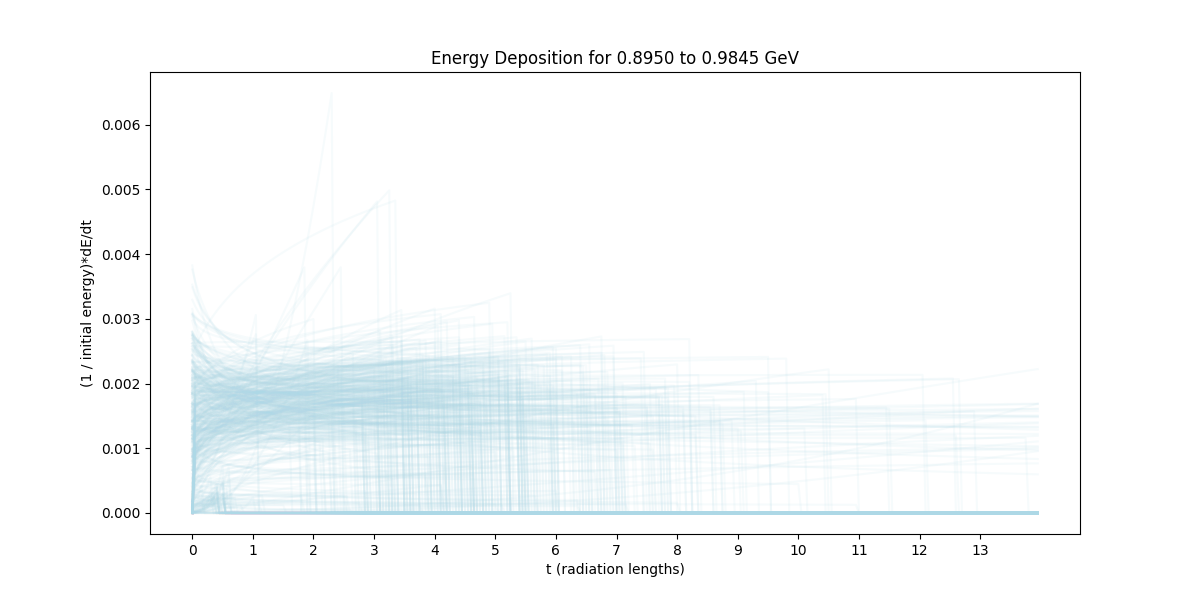 Energy Deposition for 0.8950 to 0.9845 GeV
(1 / initial energy)*dE/dt
0.006
0.005
0.004
0.003
0.002
0.001
0.000
0 1 2 3 4 5 6 7 8 9 10 11 12 13
t (radiation lengths)